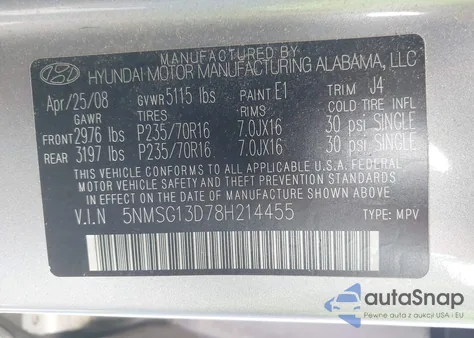 MANUFACTURED BY
HYUNDAI MOTOR MANUFACTURING ALABAMA, LLC
Apr/25/08 GVWR 5115 lbs PAINT E1 TRIM J4
GAWR TIRES RIMS COLD TIRE INFL.
FRONT 2976 lbs P235/70R16 7.0JX16 30 psi SINGLE
REAR 3197 lbs P235/70R16 7.0JX16 30 psi SINGLE
THIS VEHICLE CONFORMS TO ALL APPLICABLE U.S.A. FEDERAL
MOTOR VEHICLE SAFETY AND THEFT PREVENTION STANDARDS
IN EFFECT ON THE DATE OF MANUFACTURE SHOWN ABOVE.
V.I.N 5NMSG13D78H214455 TYPE: MPV
autoSnap
Pewne auta z aukcji USA i EU